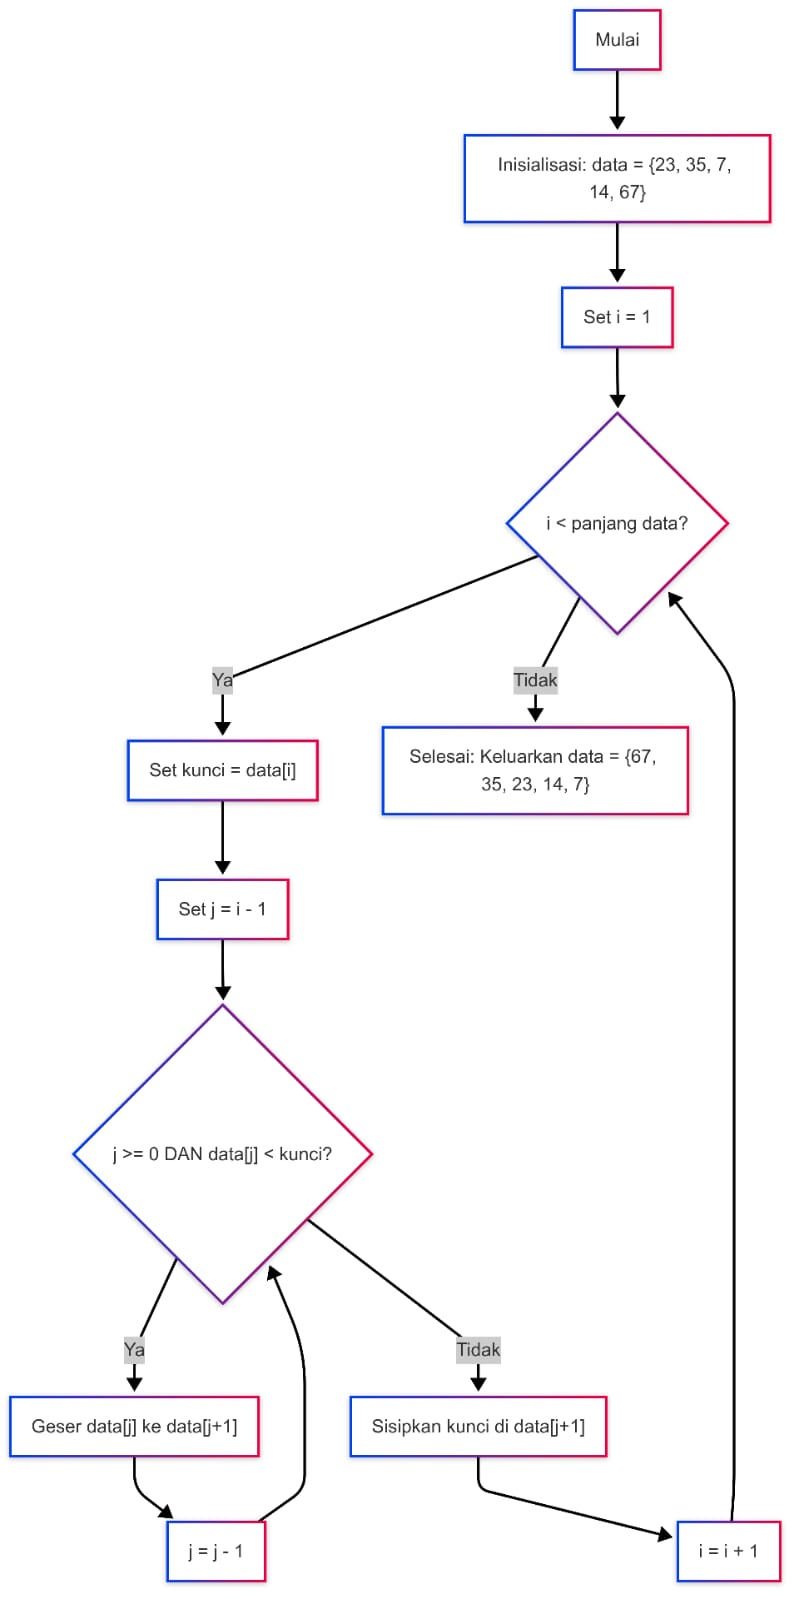 Mulai
Inisialisasi: data = {23, 35, 7,
14, 67}
Set i = 1
i < panjang data?
Ya
Tidak
Set kunci = data[i]
Selesai: Keluarkan data = {67,
35, 23, 14, 7}
Set j = i - 1
j >= 0 DAN data[j] < kunci?
Ya
Tidak
Geser data[j] ke data[j+1]
Sisipkan kunci di data[j+1]
j = j - 1
i = i + 1